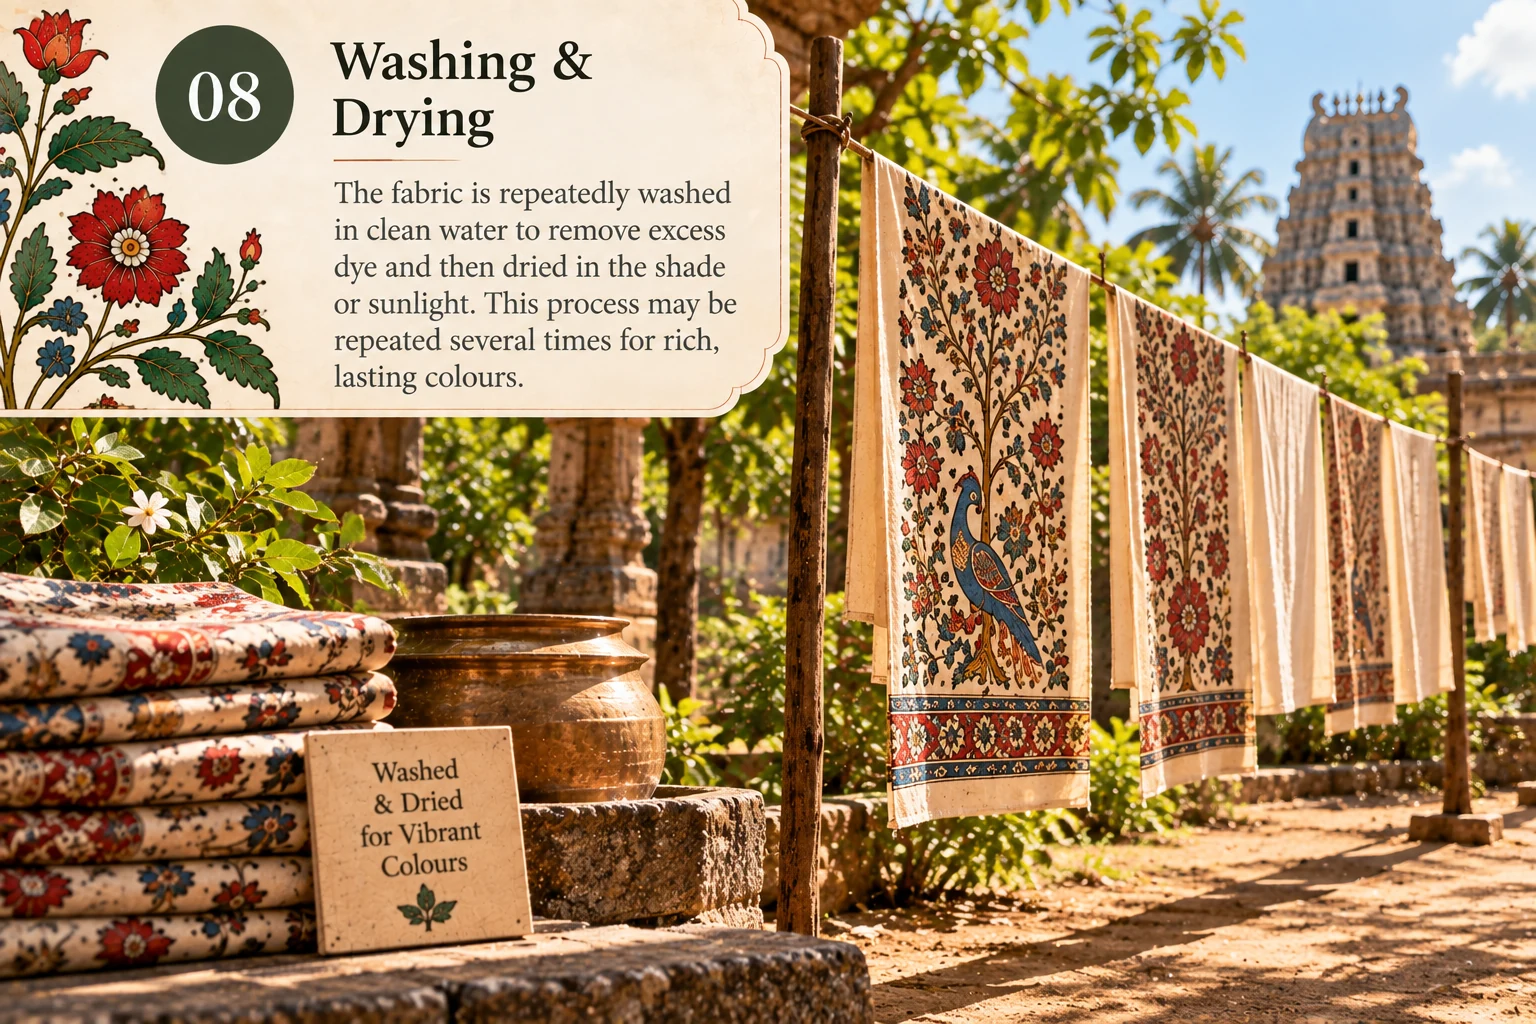 08
Washing &
Drying
The fabric is repeatedly washed
in clean water to remove excess
dye and then dried in the shade
or sunlight. This process may be
repeated several times for rich,
lasting colours.
Washed
& Dried
for Vibrant
Colours